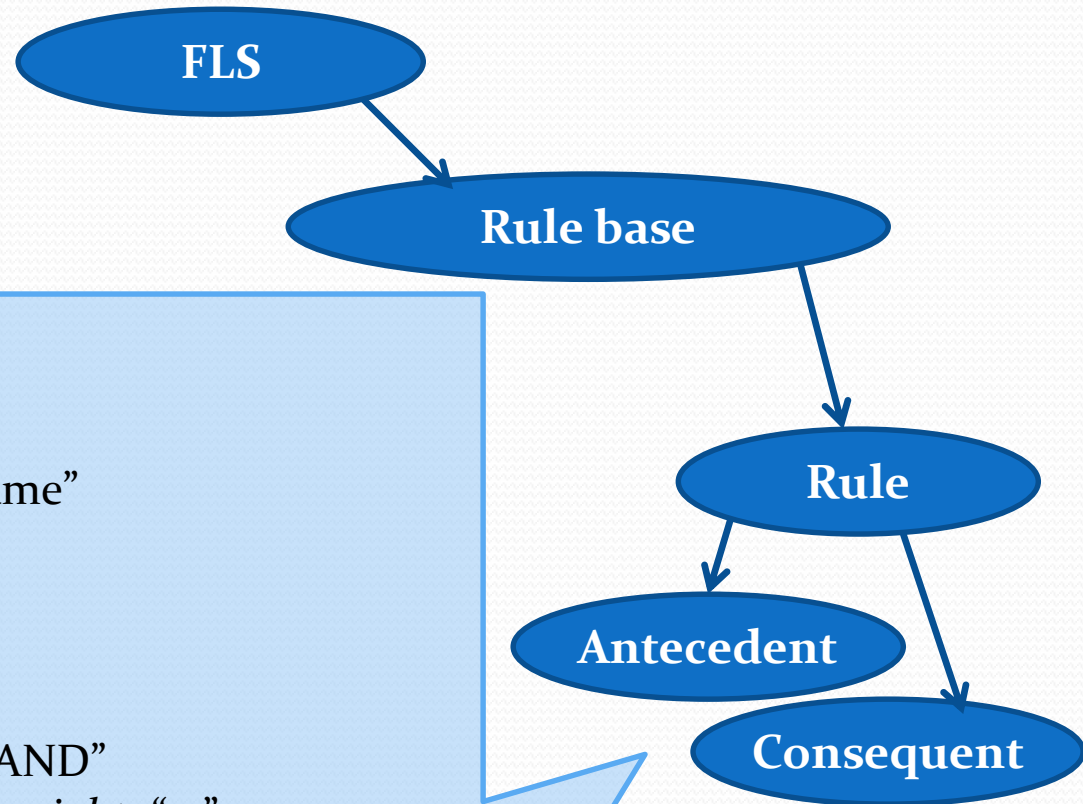 FLS
Rule base
me”
Rule
Antecedent
AND”
Consequent